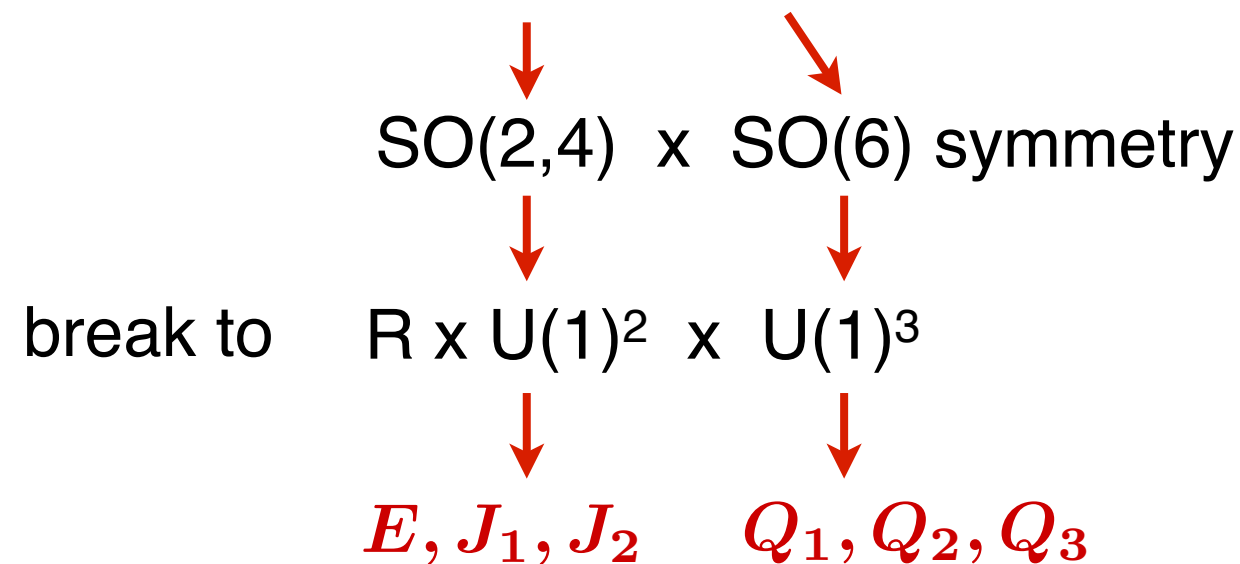 SO(2,4) x SO(6) symmetry
break to R x U(1)² x U(1)³
E, J₁, J₂ Q₁, Q₂, Q₃